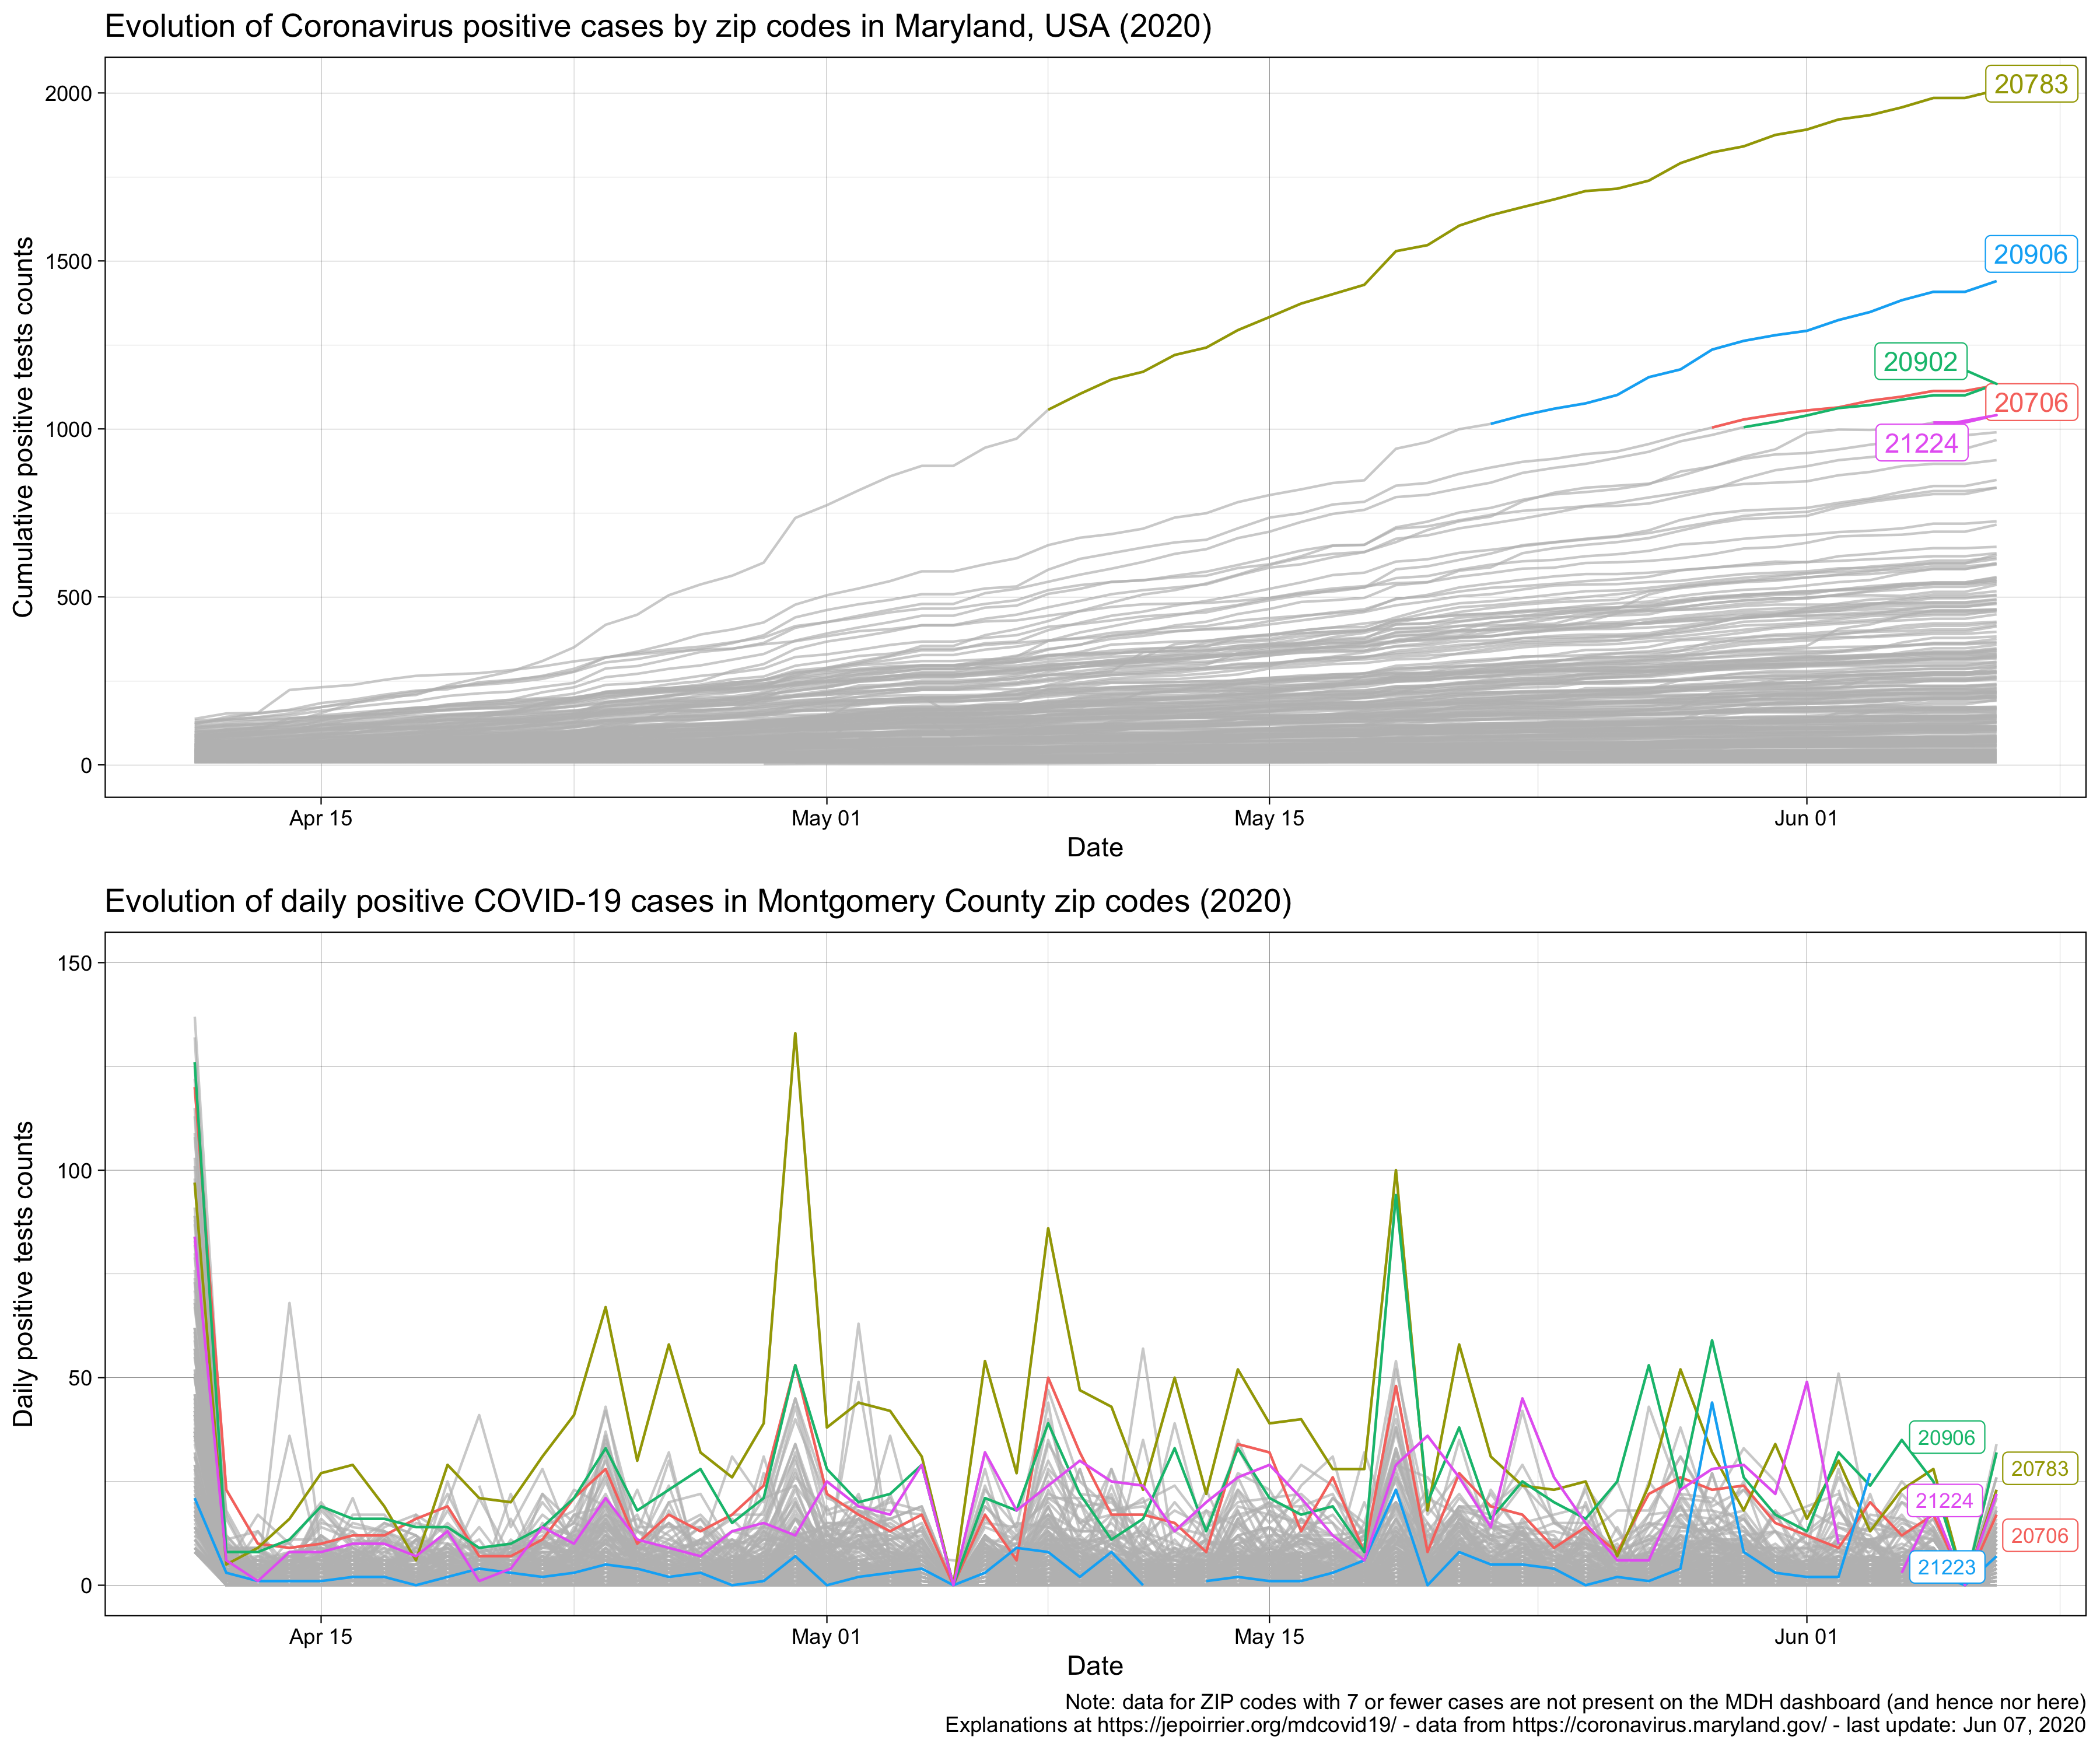 Evolution of Coronavirus positive cases by zip codes in Maryland, USA (2020)
Cumulative positive tests counts
2000
1500
1000
500
0
20783
20906
20902
20706
21224
Apr 15
May 01
May 15
Jun 01
Date
Evolution of daily positive COVID-19 cases in Montgomery County zip codes (2020)
Daily positive tests counts
150
100
50
0
20906
20783
21224
20706
21223
Apr 15
May 01
May 15
Jun 01
Date
Note: data for ZIP codes with 7 or fewer cases are not present on the MDH dashboard (and hence nor here)
Explanations at https://jepoirrier.org/mdcovid19/ - data from https://coronavirus.maryland.gov/ - last update: Jun 07, 2020